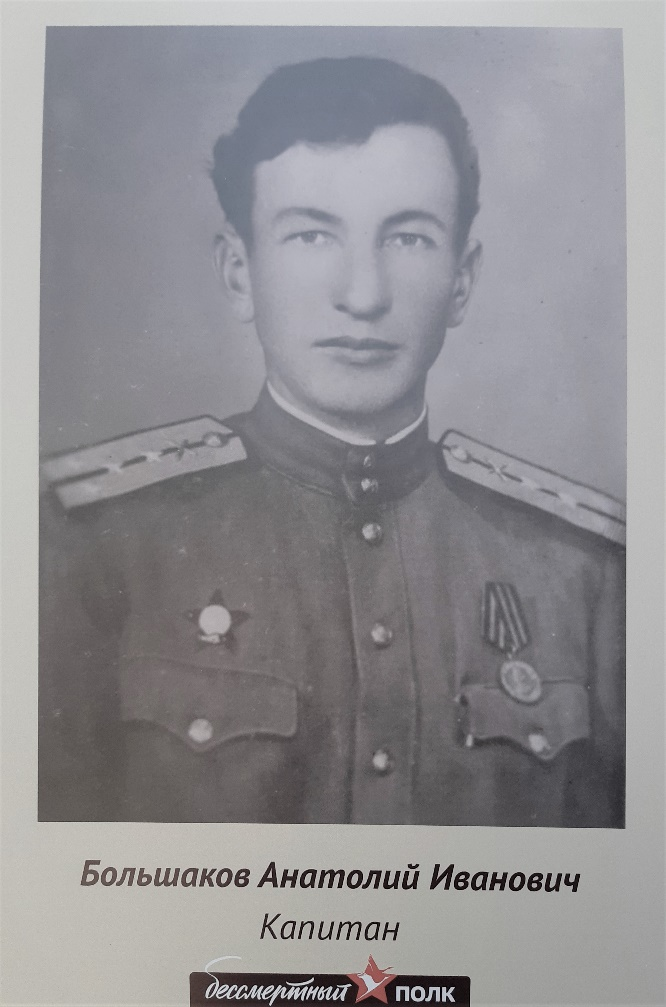 Большаков Анатолий Иванович
Капитан
бессмертный ПОЛК